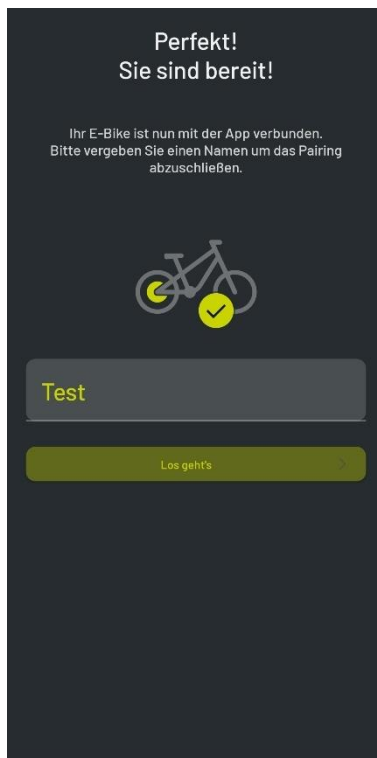 Perfekt!
Sie sind bereit!
Ihr E-Bike ist nun mit der App verbunden.
Bitte vergeben Sie einen Namen um das Pairing
abzuschließen.
Test
Los geht's